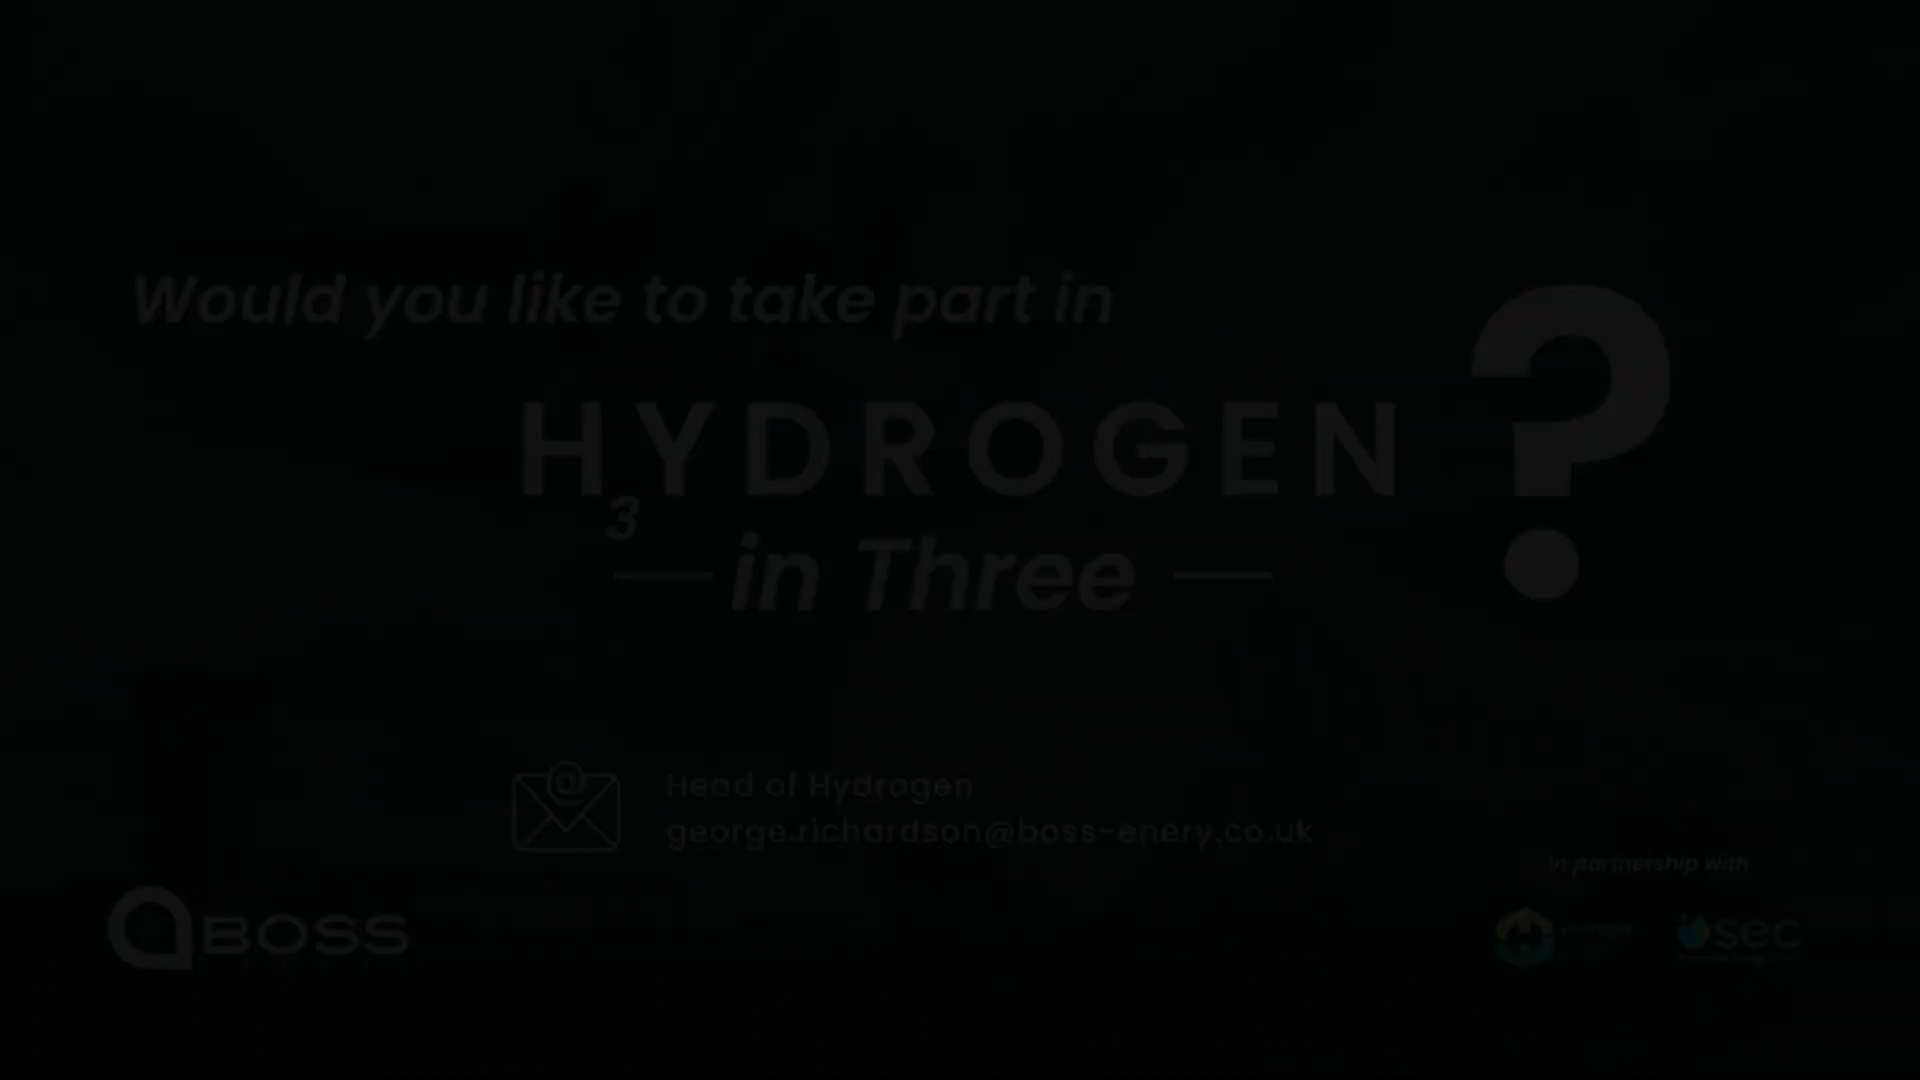 Would you like to take part in
HYDROGEN ?
3
in Three
@
Head of Hydrogen
george.richardson@boss-enery.co.uk
In partnership with
BOSS
sec